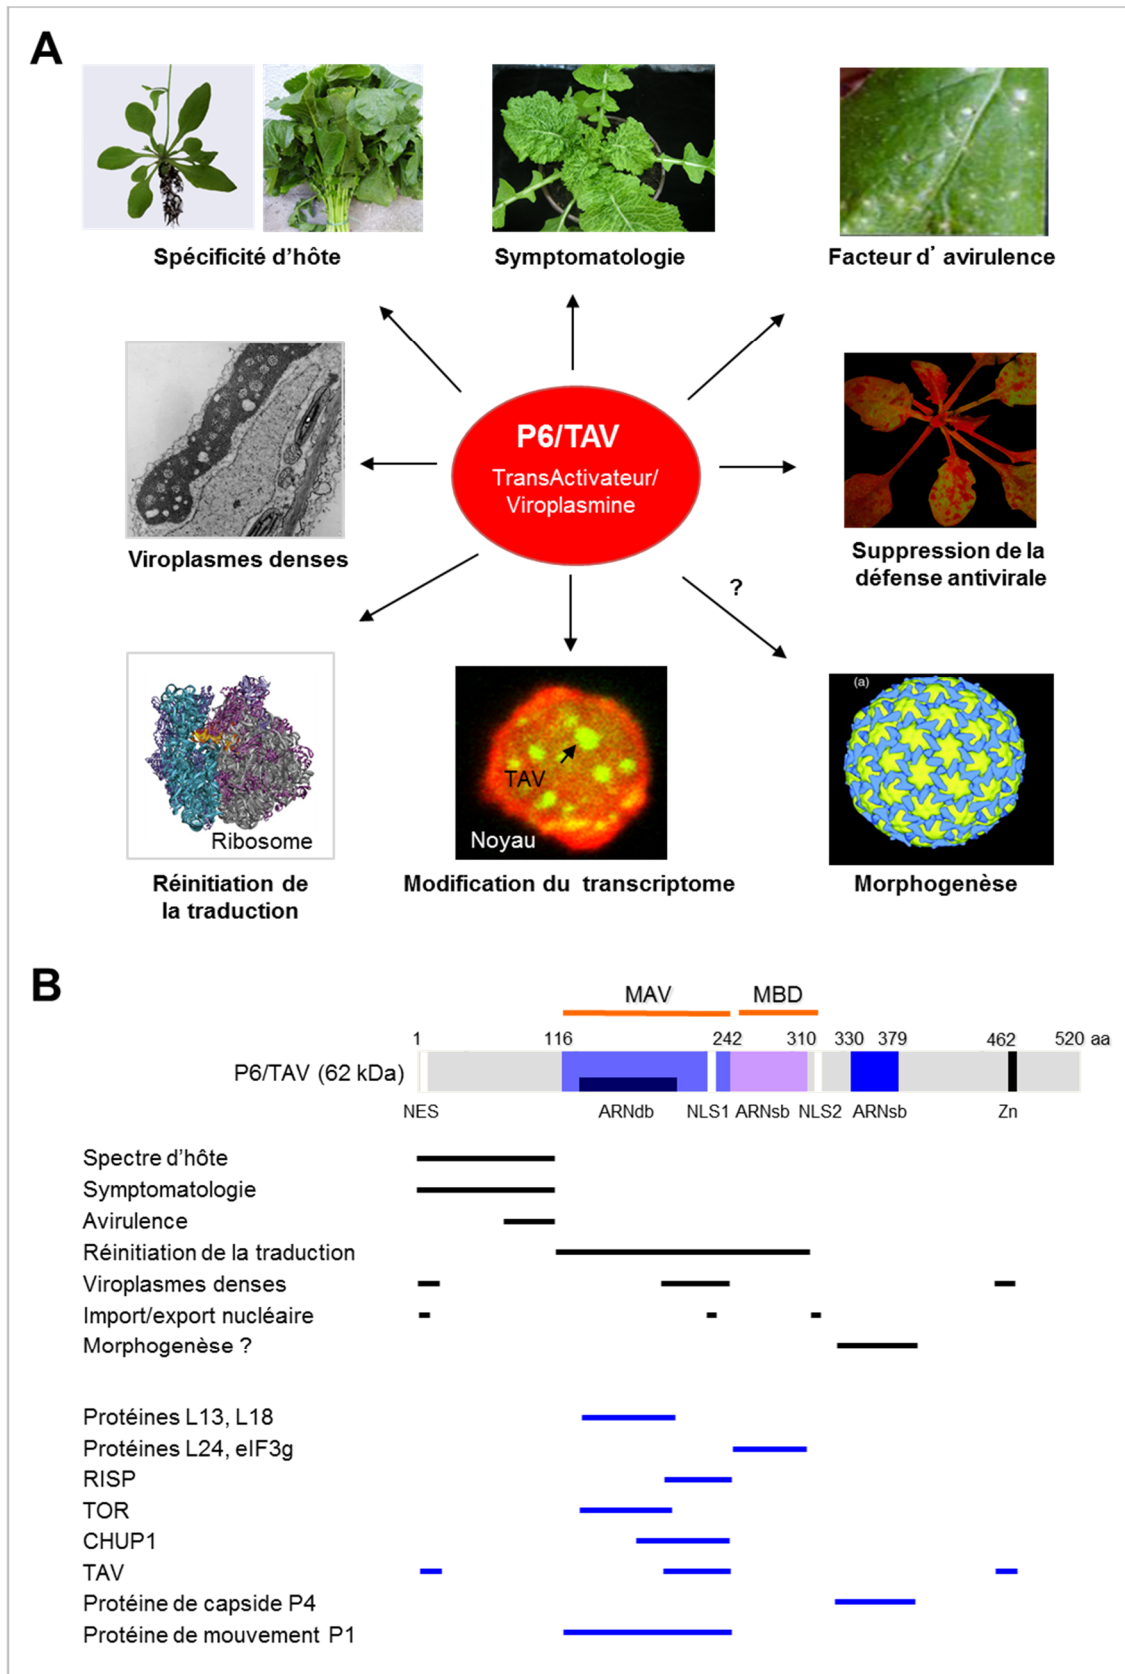 A
Spécificité d’hôte
Symptomatologie
Facteur d’ avirulence
P6/TAV
TransActivateur/
Viroplasmine
Viroplasmes denses
Suppression de la
défense antivirale
?
Ribosome
Réinitiation de
la traduction
TAV
Noyau
Modification du transcriptome
(a)
Morphogenèse
B
MAV MBD
1 116 242 310 330 379 462 520 aa
P6/TAV (62 kDa)
NES ARNdb NLS1 ARNsb NLS2 ARNsb Zn
Spectre d’hôte
Symptomatologie
Avirulence
Réinitiation de la traduction
Viroplasmes denses
Import/export nucléaire
Morphogenèse ?
Protéines L13, L18
Protéines L24, eIF3g
RISP
TOR
CHUP1
TAV
Protéine de capside P4
Protéine de mouvement P1